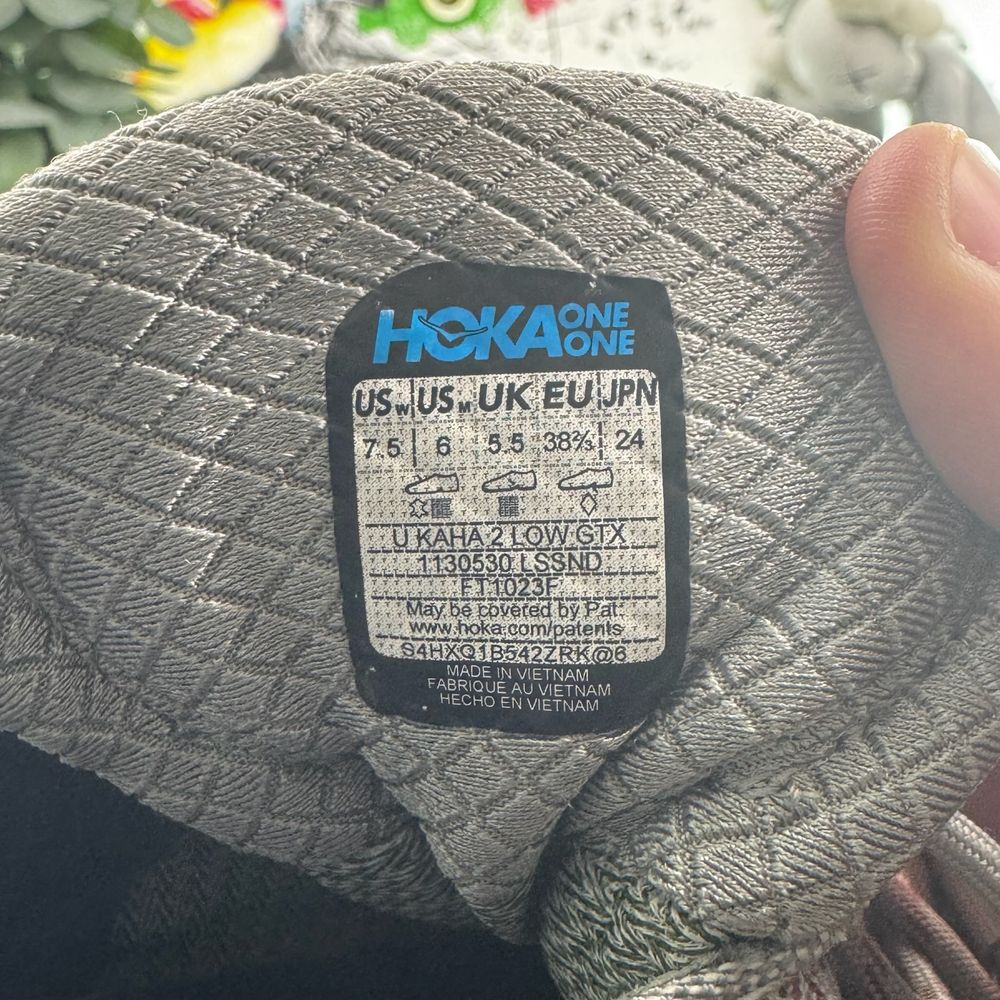 HOKA ONE ONE
US W US M UK EU JPN
7.5 6 5.5 38⅔ 24
U KAHA 2 LOW GTX
1130530 LSSND
FT1023F
May be covered by Pat:
www.hoka.com/patents
S4HXQ1B542ZRK@6
MADE IN VIETNAM
FABRIQUE AU VIETNAM
HECHO EN VIETNAM